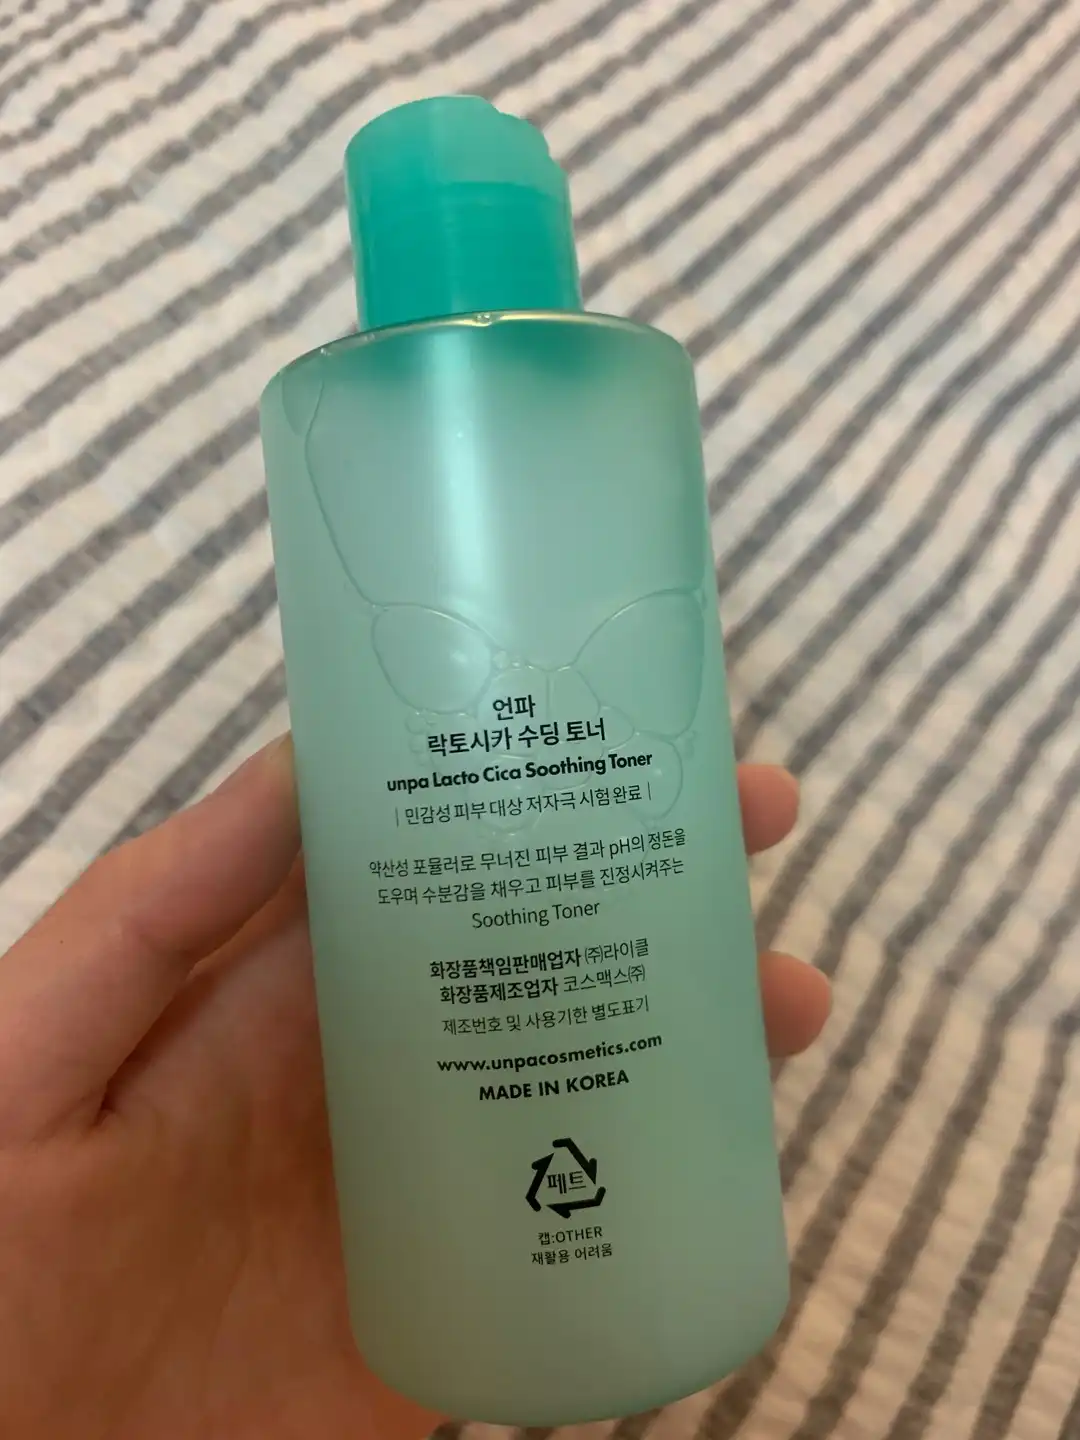 언파
락토시카 수딩 토너
unpa Lacto Cica Soothing Toner
| 민감성 피부 대상 저자극 시험 완료 |
약산성 포뮬러로 무너진 피부 결과 pH의 정돈을
도우며 수분감을 채우고 피부를 진정시켜주는
Soothing Toner
화장품책임판매업자 ㈜라이클
화장품제조업자 코스맥스㈜
제조번호 및 사용기한 별도표기
www.unpacosmetics.com
MADE IN KOREA
페트
캡:OTHER
재활용 어려움